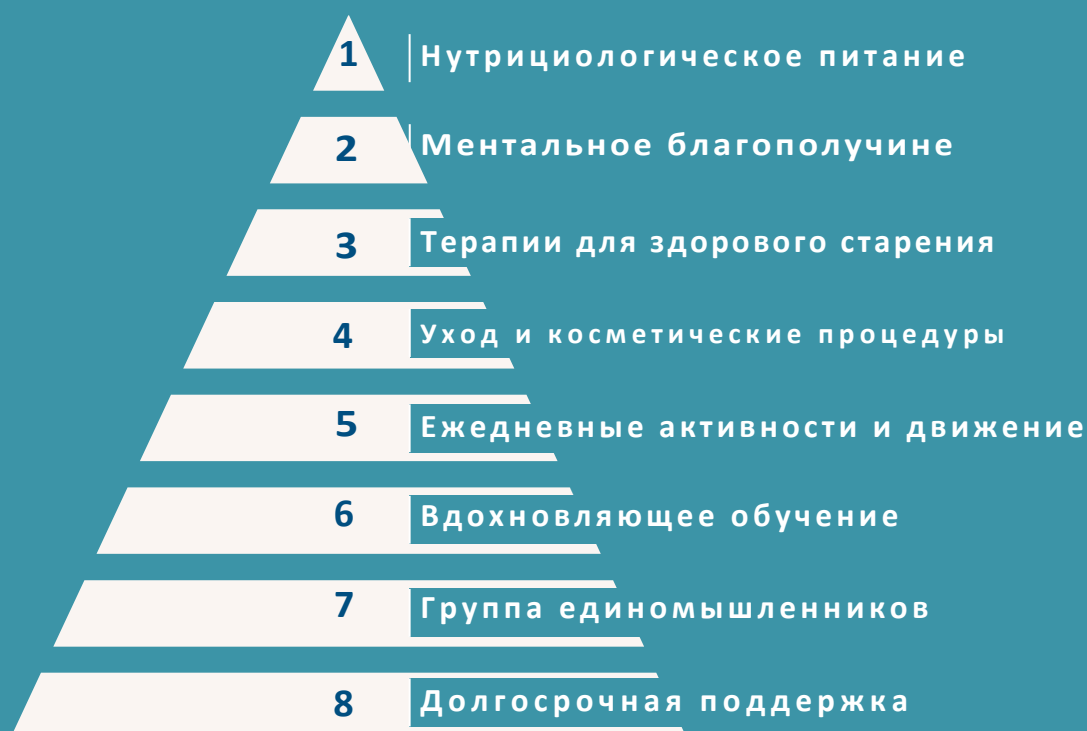 1 Нутрициологическое питание
2 Ментальное благополучине
3 Терапии для здорового старения
4 Уход и косметические процедуры
5 Ежедневные активности и движение
6 Вдохновляющее обучение
7 Группа единомышленников
8 Долгосрочная поддержка